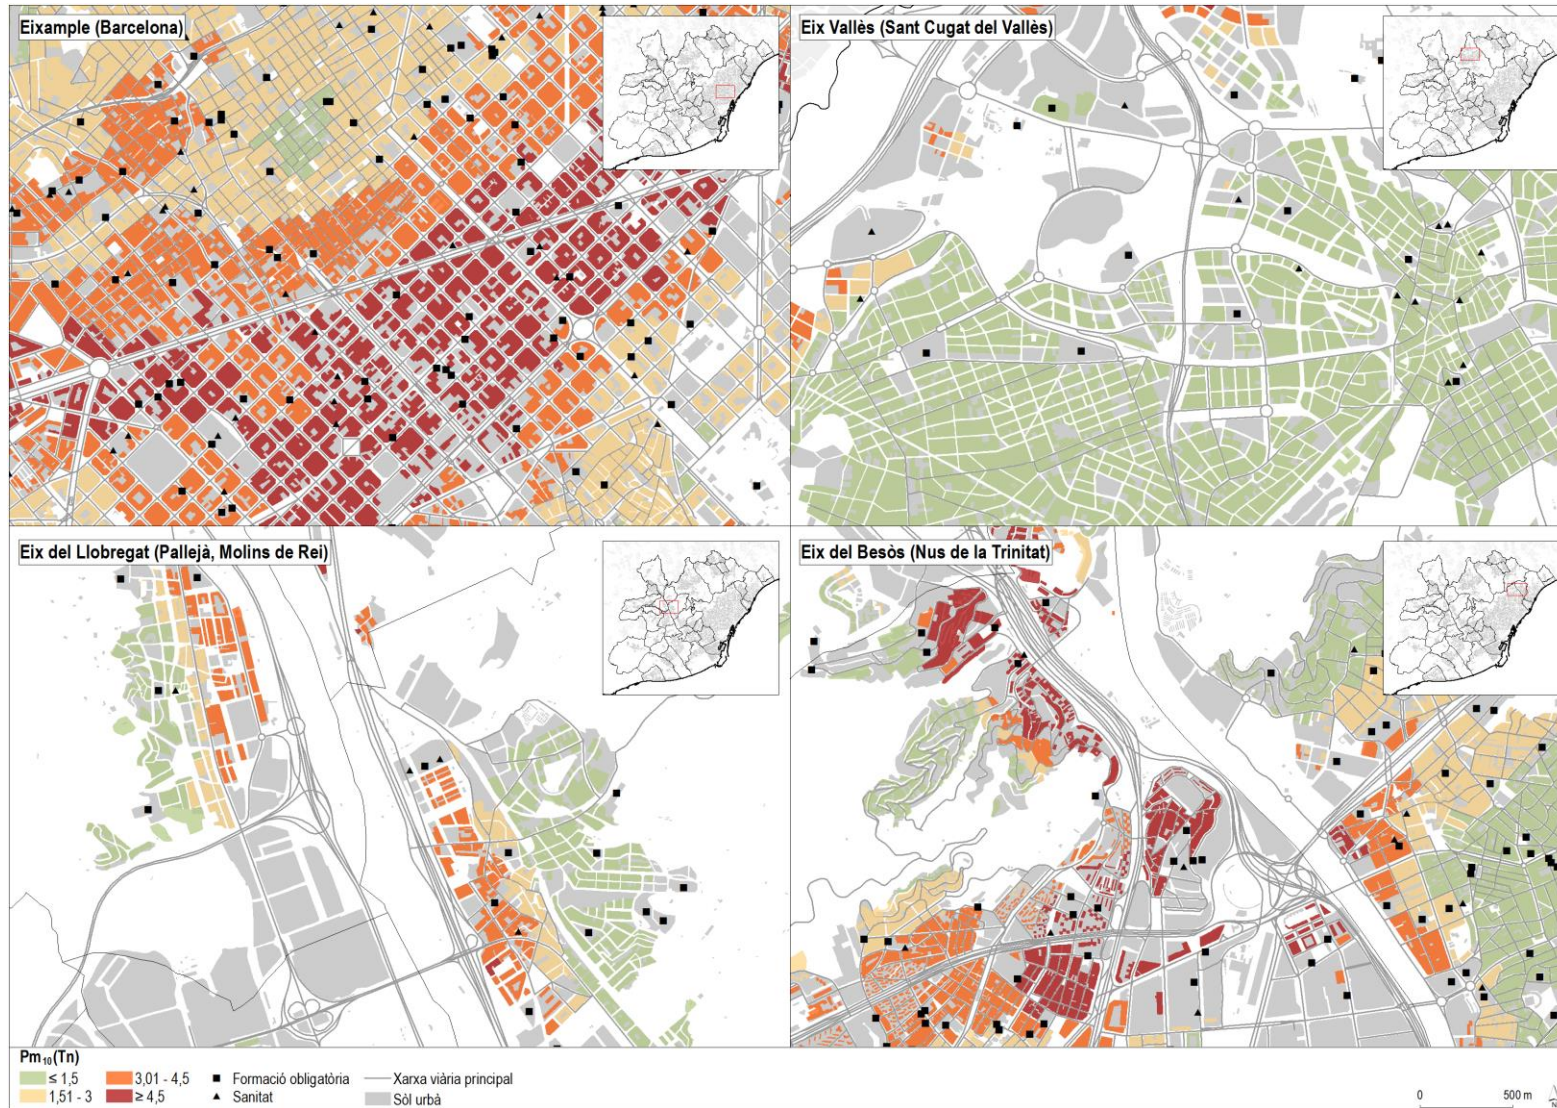 Eixample (Barcelona)
Eix Vallès (Sant Cugat del Vallès)
Eix del Llobregat (Pallejà, Molins de Rei)
Eix del Besòs (Nus de la Trinitat)
Pm10(Tn)
≤ 1,5
3,01 - 4,5
Formació obligatòria
Xarxa viària principal
1,51 - 3
≥ 4,5
Sanitat
Sòl urbà
0 500 m
N